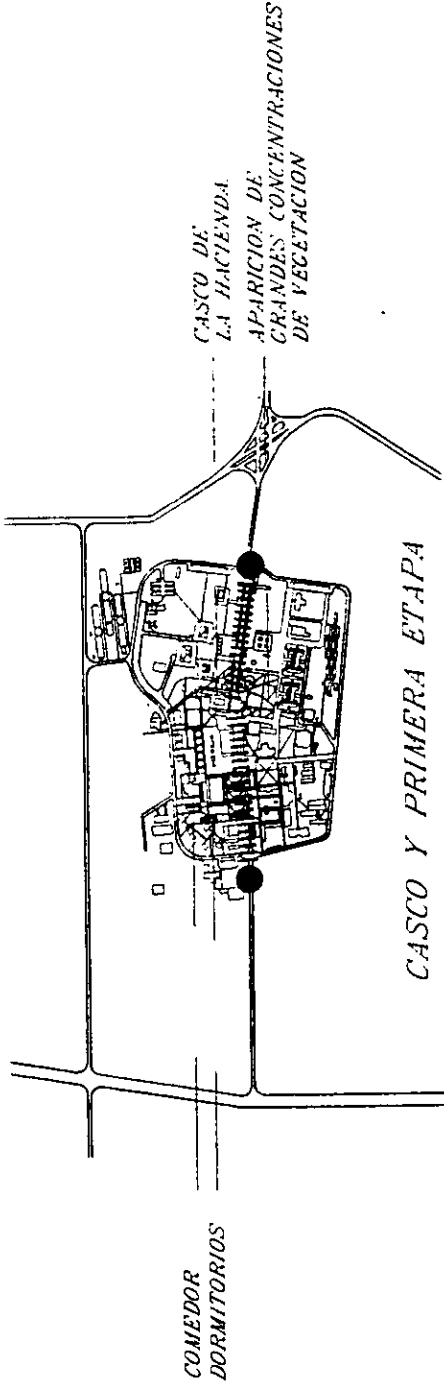 COMEDOR
DORMITORIOS
CASCO DE
LA HACIENDA
APARICION DE
GRANDES CONCENTRACIONES
DE VEGETACION
CASCO Y PRIMERA ETAPA